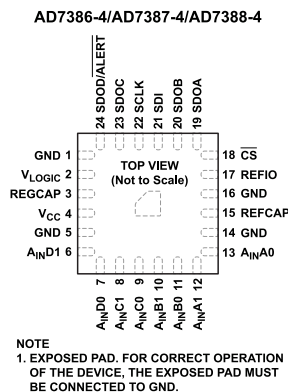 AD7386-4/AD7387-4/AD7388-4
24 SDOD/ALERT
23 SDOC
22 SCLK
21 SDI
20 SDOB
19 SDOA
GND 1
VLOGIC 2
REGCAP 3
VCC 4
GND 5
AIND1 6
TOP VIEW
(Not to Scale)
18 CS
17 REFIO
16 GND
15 REFCAP
14 GND
13 AINA0
AIND0 7
AINC1 8
AINC0 9
AINB1 10
AINB0 11
AINA1 12
NOTE
1. EXPOSED PAD. FOR CORRECT OPERATION
OF THE DEVICE, THE EXPOSED PAD MUST
BE CONNECTED TO GND.